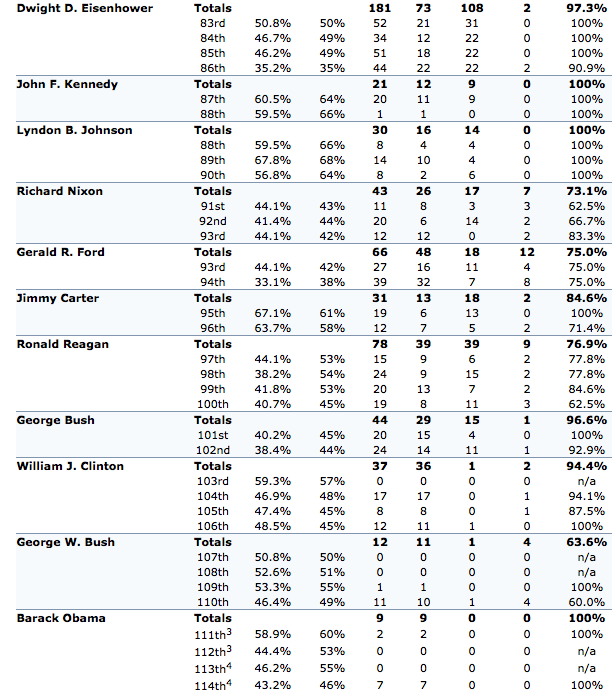 Dwight D. Eisenhower Totals 181 73 108 2 97.3%
83rd 50.8% 50% 52 21 31 0 100%
84th 46.7% 49% 34 12 22 0 100%
85th 46.2% 49% 51 18 22 0 100%
86th 35.2% 35% 44 22 22 2 90.9%
John F. Kennedy Totals 21 12 9 0 100%
87th 60.5% 64% 20 11 9 0 100%
88th 59.5% 66% 1 1 0 0 100%
Lyndon B. Johnson Totals 30 16 14 0 100%
88th 59.5% 66% 8 4 4 0 100%
89th 67.8% 68% 14 10 4 0 100%
90th 56.8% 64% 8 2 6 0 100%
Richard Nixon Totals 43 26 17 7 73.1%
91st 44.1% 43% 11 8 3 3 62.5%
92nd 41.4% 44% 20 6 14 2 66.7%
93rd 44.1% 42% 12 12 0 2 83.3%
Gerald R. Ford Totals 66 48 18 12 75.0%
93rd 44.1% 42% 27 16 11 4 75.0%
94th 33.1% 38% 39 32 7 8 75.0%
Jimmy Carter Totals 31 13 18 2 84.6%
95th 67.1% 61% 19 6 13 0 100%
96th 63.7% 58% 12 7 5 2 71.4%
Ronald Reagan Totals 78 39 39 9 76.9%
97th 44.1% 53% 15 9 6 2 77.8%
98th 38.2% 54% 24 9 15 2 77.8%
99th 41.8% 53% 20 13 7 2 84.6%
100th 40.7% 45% 19 8 11 3 62.5%
George Bush Totals 44 29 15 1 96.6%
101st 40.2% 45% 20 15 4 0 100%
102nd 38.4% 44% 24 14 11 1 92.9%
William J. Clinton Totals 37 36 1 2 94.4%
103rd 59.3% 57% 0 0 0 0 n/a
104th 46.9% 48% 17 17 0 1 94.1%
105th 47.4% 45% 8 8 0 1 87.5%
106th 48.5% 45% 12 11 1 0 100%
George W. Bush Totals 12 11 1 4 63.6%
107th 50.8% 50% 0 0 0 0 n/a
108th 52.6% 51% 0 0 0 0 n/a
109th 53.3% 55% 1 1 0 0 100%
110th 46.4% 49% 11 10 1 4 60.0%
Barack Obama Totals 9 9 0 0 100%
111th3 58.9% 60% 2 2 0 0 100%
112th3 44.4% 53% 0 0 0 0 n/a
113th4 46.2% 55% 0 0 0 0 n/a
114th4 43.2% 46% 7 7 0 0 100%